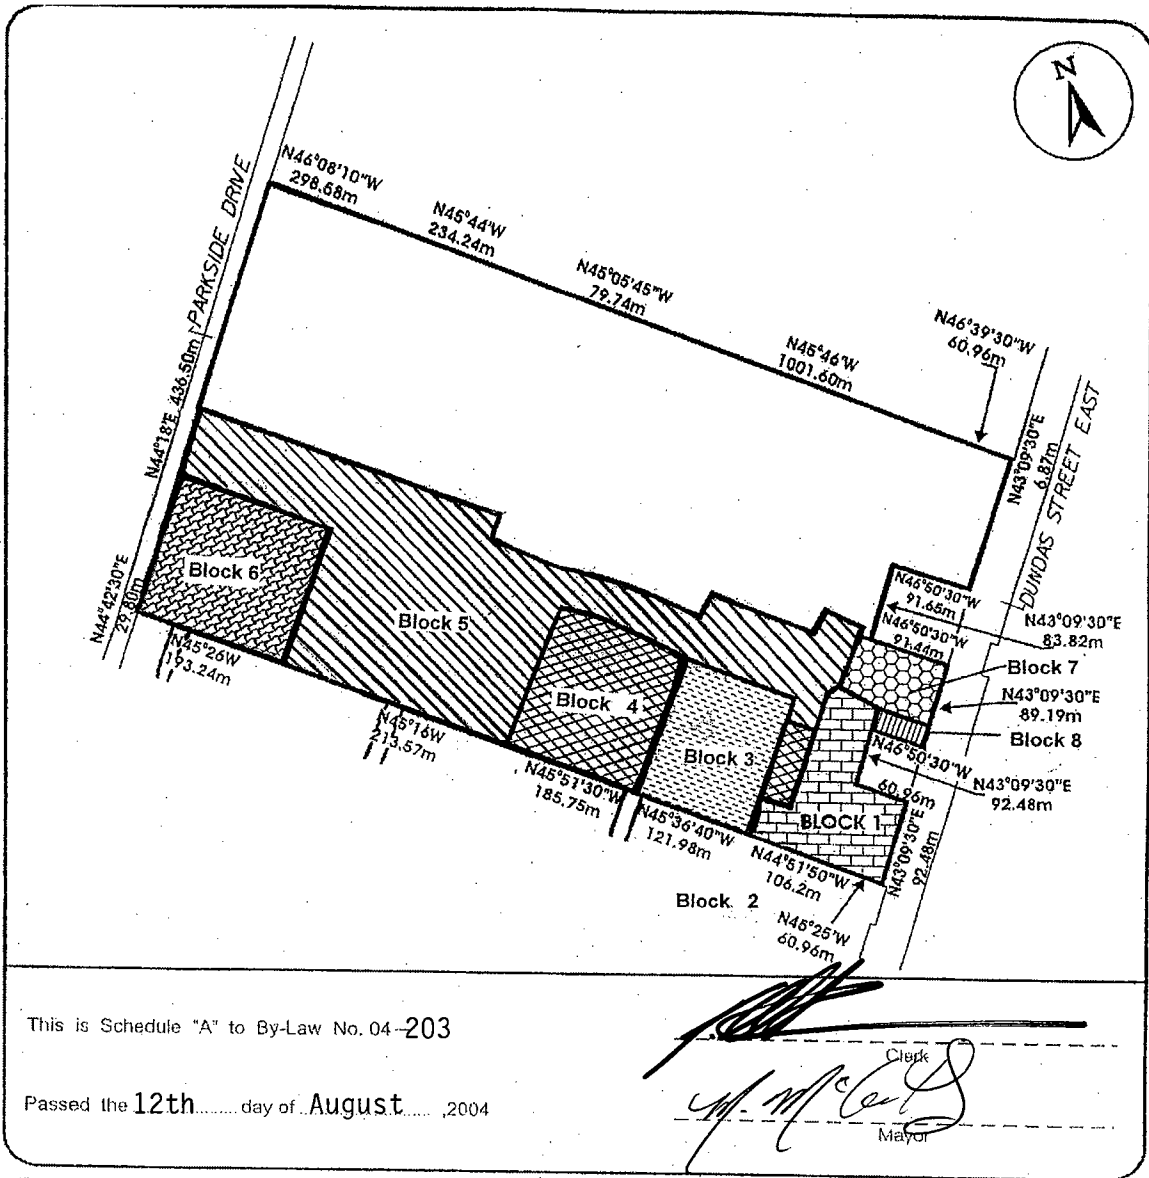 N
N46°08'10"W
298.68m
N45°44'W
234.24m
N45°05'45"W
79.74m
N45°46'W
1001.60m
N46°39'30"W
60.96m
PARKSIDE DRIVE
N44°18'E 436.50m
N43°09'30"E
6.87m
DUNDAS STREET EAST
N46°50'30"W
91.65m
N46°50'30"W
91.44m
N43°09'30"E
83.82m
Block 7
N43°09'30"E
89.19m
Block 8
N46°50'30"W
60.96m
N43°09'30"E
92.48m
Block 6
Block 5
Block 4
Block 3
BLOCK 1
N43°09'30"E
92.48m
N44°42'30"E
29.80m
N45°26'W
193.24m
N45°16'W
213.57m
N45°51'30"W
185.75m
N45°36'40"W
121.98m
N44°51'50"W
106.2m
Block 2
N45°25'W
60.96m
This is Schedule "A" to By-Law No. 04-203
Clerk
Passed the 12th day of August ,2004
Mayor